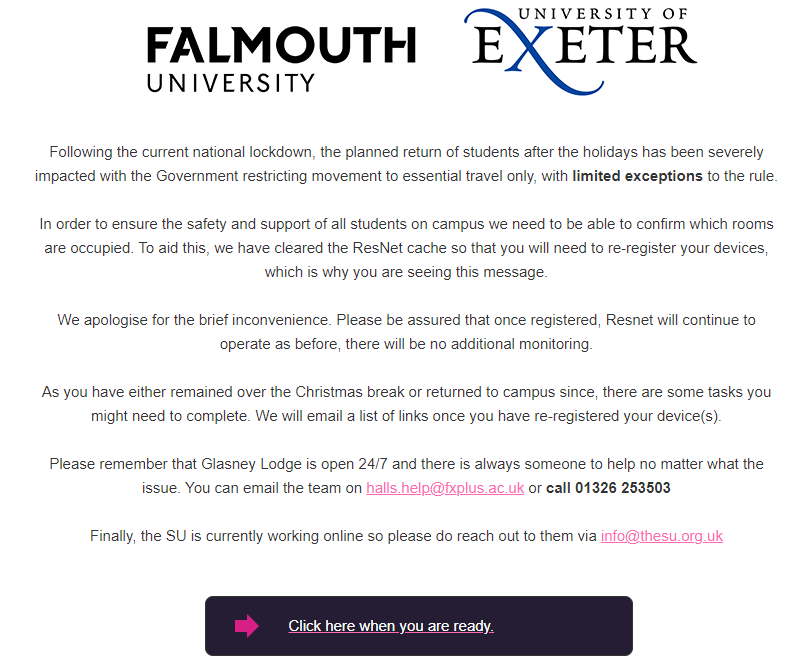 FALMOUTH
UNIVERSITY
UNIVERSITY OF
EXETER
Following the current national lockdown, the planned return of students after the holidays has been severely
impacted with the Government restricting movement to essential travel only, with limited exceptions to the rule.
In order to ensure the safety and support of all students on campus we need to be able to confirm which rooms
are occupied. To aid this, we have cleared the ResNet cache so that you will need to re-register your devices,
which is why you are seeing this message.
We apologise for the brief inconvenience. Please be assured that once registered, Resnet will continue to
operate as before, there will be no additional monitoring.
As you have either remained over the Christmas break or returned to campus since, there are some tasks you
might need to complete. We will email a list of links once you have re-registered your device(s).
Please remember that Glasney Lodge is open 24/7 and there is always someone to help no matter what the
issue. You can email the team on halls.help@fxplus.ac.uk or call 01326 253503
Finally, the SU is currently working online so please do reach out to them via info@thesu.org.uk
Click here when you are ready.